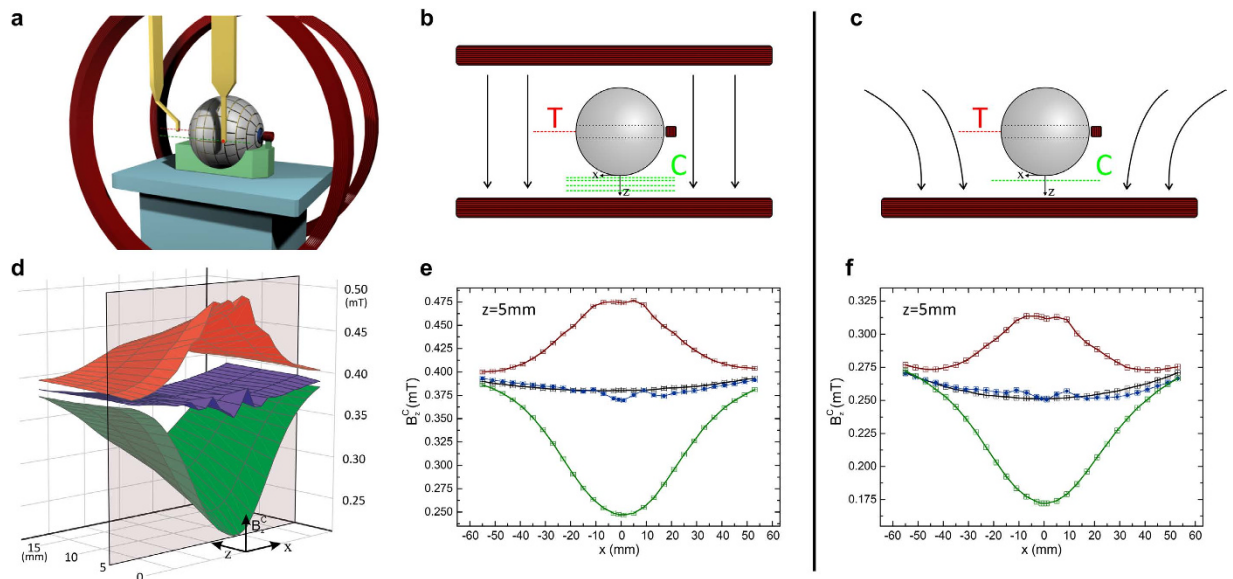 a
b
T
C
x
z
c
T
C
x
z
d
0.50
(mT)
0.45
0.40
0.35
0.30
0.25
15
(mm)
10
5
0
B_z^C
z
x
e
z=5mm
B_z^C (mT)
0.475
0.450
0.425
0.400
0.375
0.350
0.325
0.300
0.275
0.250
-60 -50 -40 -30 -20 -10 0 10 20 30 40 50 60
x (mm)
f
z=5mm
B_z^C (mT)
0.325
0.300
0.275
0.250
0.225
0.200
0.175
-60 -50 -40 -30 -20 -10 0 10 20 30 40 50 60
x (mm)